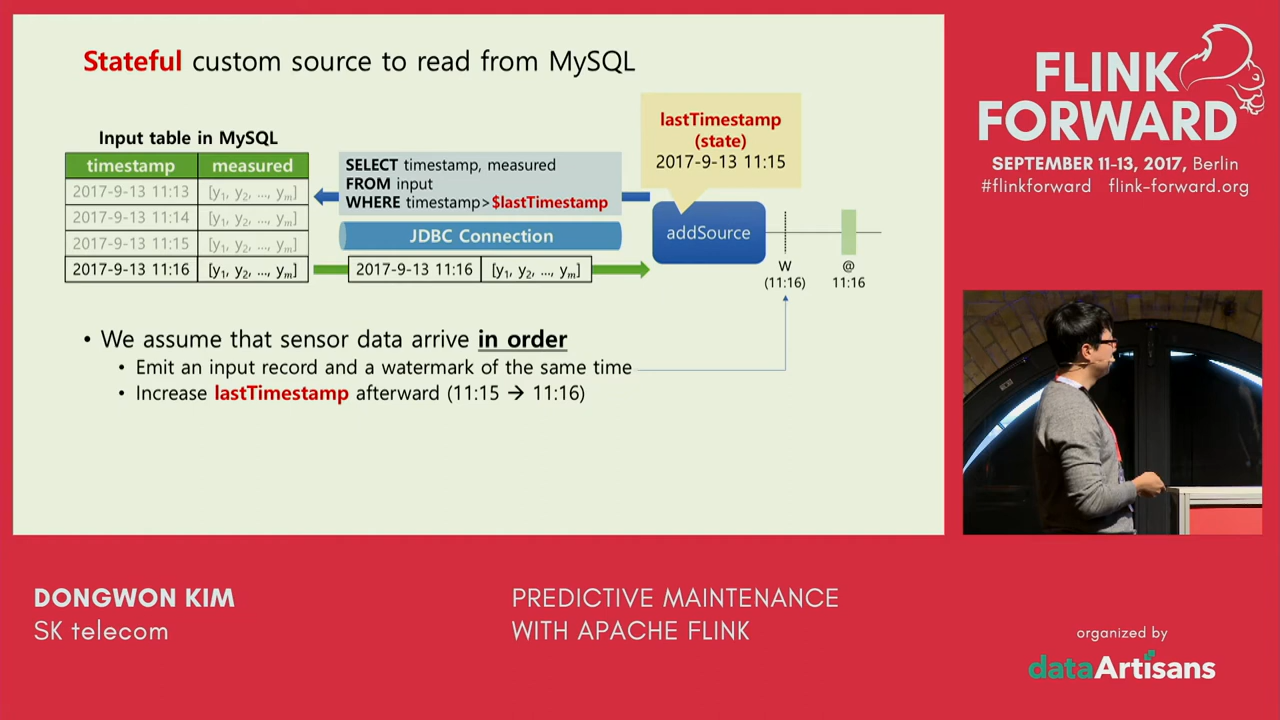 Stateful custom source to read from MySQL
Input table in MySQL
timestamp measured
2017-9-13 11:13 [y1, y2, ..., ym]
2017-9-13 11:14 [y1, y2, ..., ym]
2017-9-13 11:15 [y1, y2, ..., ym]
2017-9-13 11:16 [y1, y2, ..., ym]
SELECT timestamp, measured
FROM input
WHERE timestamp>$lastTimestamp
JDBC Connection
2017-9-13 11:16 [y1, y2, ..., ym]
lastTimestamp
(state)
2017-9-13 11:15
addSource
W
(11:16)
@
11:16
• We assume that sensor data arrive in order
• Emit an input record and a watermark of the same time
• Increase lastTimestamp afterward (11:15 → 11:16)
FLINK
FORWARD
SEPTEMBER 11-13, 2017, Berlin
#flinkforward flink-forward.org
DONGWON KIM
SK telecom
PREDICTIVE MAINTENANCE
WITH APACHE FLINK
organized by
dataArtisans